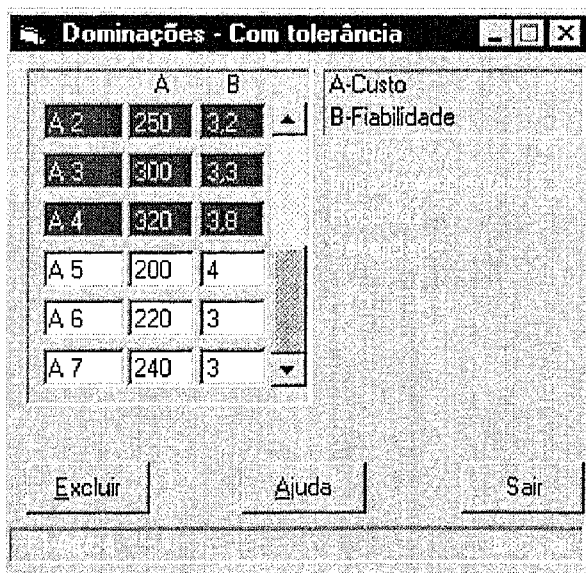 Dominações - Com tolerância
A B
A 2 250 3,2
A 3 300 3,3
A 4 320 3,8
A 5 200 4
A 6 220 3
A 7 240 3
A-Custo
B-Fiabilidade
Excluir Ajuda Sair